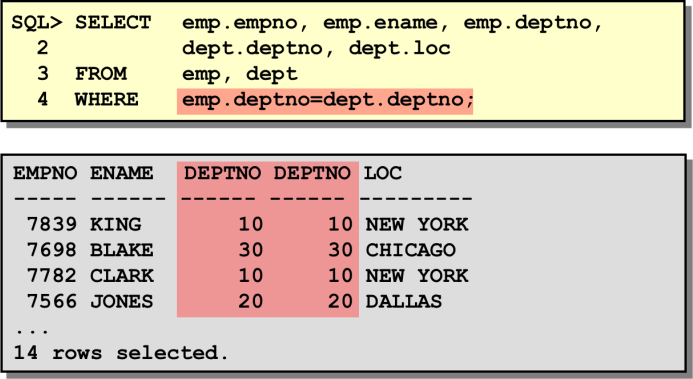 SQL> SELECT emp.empno, emp.ename, emp.deptno,
2 dept.deptno, dept.loc
3 FROM emp, dept
4 WHERE emp.deptno=dept.deptno;
EMPNO ENAME DEPTNO DEPTNO LOC
----- ------ ------ ------ ---------
7839 KING 10 10 NEW YORK
7698 BLAKE 30 30 CHICAGO
7782 CLARK 10 10 NEW YORK
7566 JONES 20 20 DALLAS
...
14 rows selected.